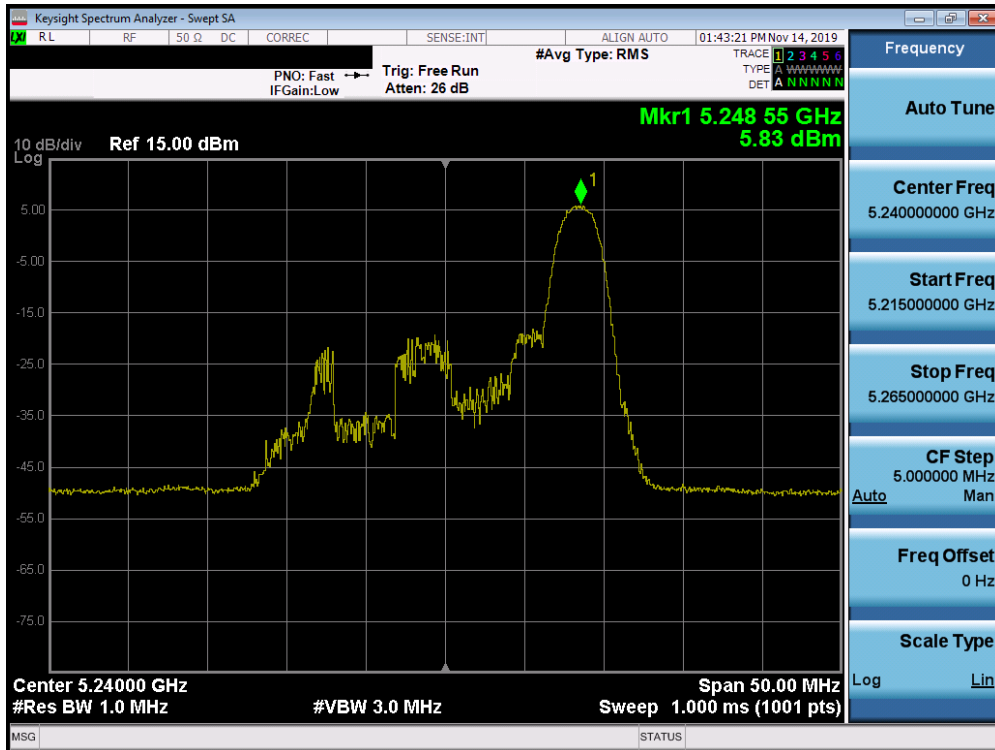 Keysight Spectrum Analyzer - Swept SA
LXI RL RF 50 Ω DC CORREC SENSE:INT ALIGN AUTO 01:43:21 PM Nov 14, 2019
PNO: Fast
IFGain:Low
Trig: Free Run
Atten: 26 dB
#Avg Type: RMS
TRACE 1 2 3 4 5 6
TYPE A WWWWW
DET A N N N N N
Mkr1 5.248 55 GHz
5.83 dBm
10 dB/div
Log
Ref 15.00 dBm
1
5.00
-5.00
-15.0
-25.0
-35.0
-45.0
-55.0
-65.0
-75.0
Center 5.24000 GHz
Span 50.00 MHz
#Res BW 1.0 MHz
#VBW 3.0 MHz
Sweep 1.000 ms (1001 pts)
MSG
STATUS
Frequency
Auto Tune
Center Freq
5.240000000 GHz
Start Freq
5.215000000 GHz
Stop Freq
5.265000000 GHz
CF Step
5.000000 MHz
Auto Man
Freq Offset
0 Hz
Scale Type
Log Lin